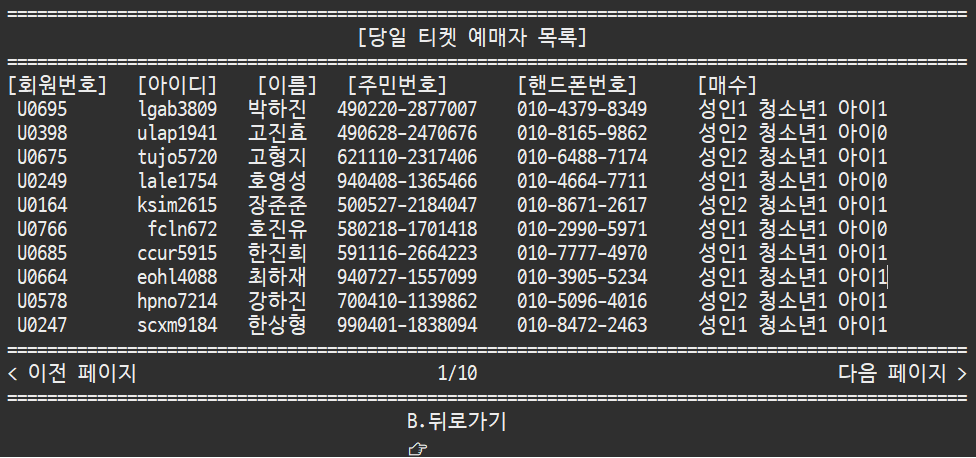 ================================================================================================
[당일 티켓 예매자 목록]
================================================================================================
[회원번호] [아이디] [이름] [주민번호] [핸드폰번호] [매수]
U0695 lgab3809 박하진 490220-2877007 010-4379-8349 성인1 청소년1 아이1
U0398 ulap1941 고진효 490628-2470676 010-8165-9862 성인2 청소년1 아이0
U0675 tujo5720 고형지 621110-2317406 010-6488-7174 성인2 청소년1 아이1
U0249 lale1754 호영성 940408-1365466 010-4664-7711 성인1 청소년1 아이0
U0164 ksim2615 장준준 500527-2184047 010-8671-2617 성인2 청소년1 아이1
U0766 fcln672 호진유 580218-1701418 010-2990-5971 성인1 청소년1 아이0
U0685 ccur5915 한진희 591116-2664223 010-7777-4970 성인1 청소년1 아이1
U0664 eohl4088 최하재 940727-1557099 010-3905-5234 성인1 청소년1 아이1
U0578 hpno7214 강하진 700410-1139862 010-5096-4016 성인2 청소년1 아이1
U0247 scxm9184 한상형 990401-1838094 010-8472-2463 성인1 청소년1 아이1
================================================================================================
< 이전 페이지 1/10 다음 페이지 >
================================================================================================
B.뒤로가기
☞